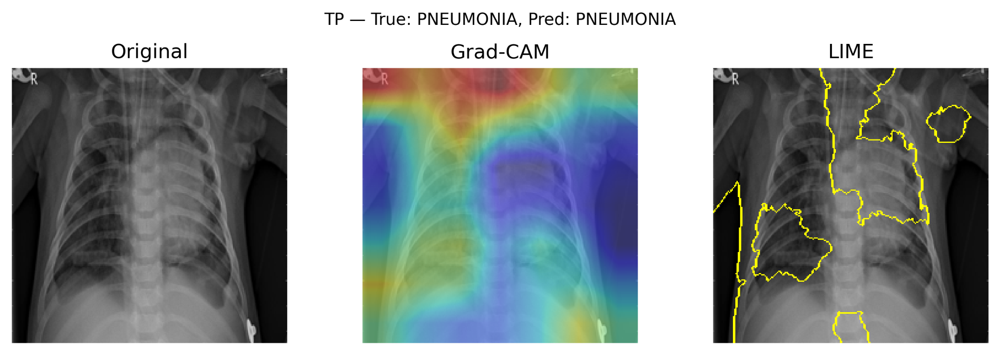 TP — True: PNEUMONIA, Pred: PNEUMONIA
Original
Grad-CAM
LIME
R
R
R